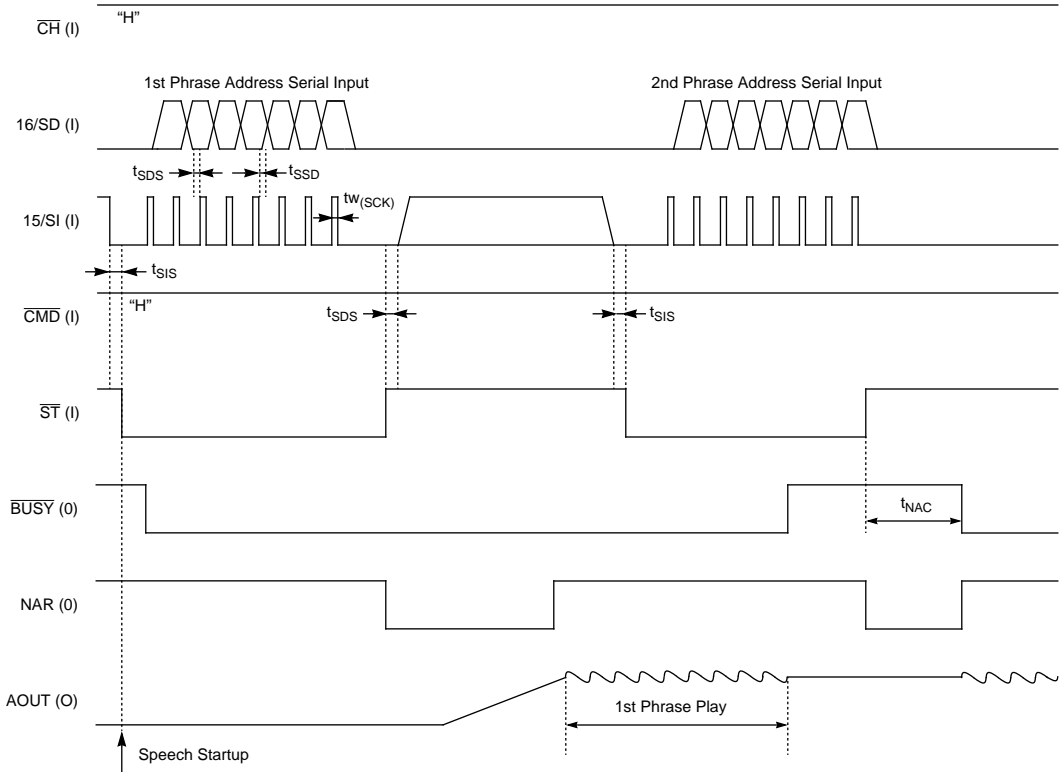 CH (I)
“H”
1st Phrase Address Serial Input
2nd Phrase Address Serial Input
16/SD (I)
tSDS
tSSD
15/SI (I)
tw(SCK)
tSIS
CMD (I)
“H”
tSDS
tSIS
ST (I)
BUSY (0)
tNAC
NAR (0)
AOUT (O)
1st Phrase Play
Speech Startup